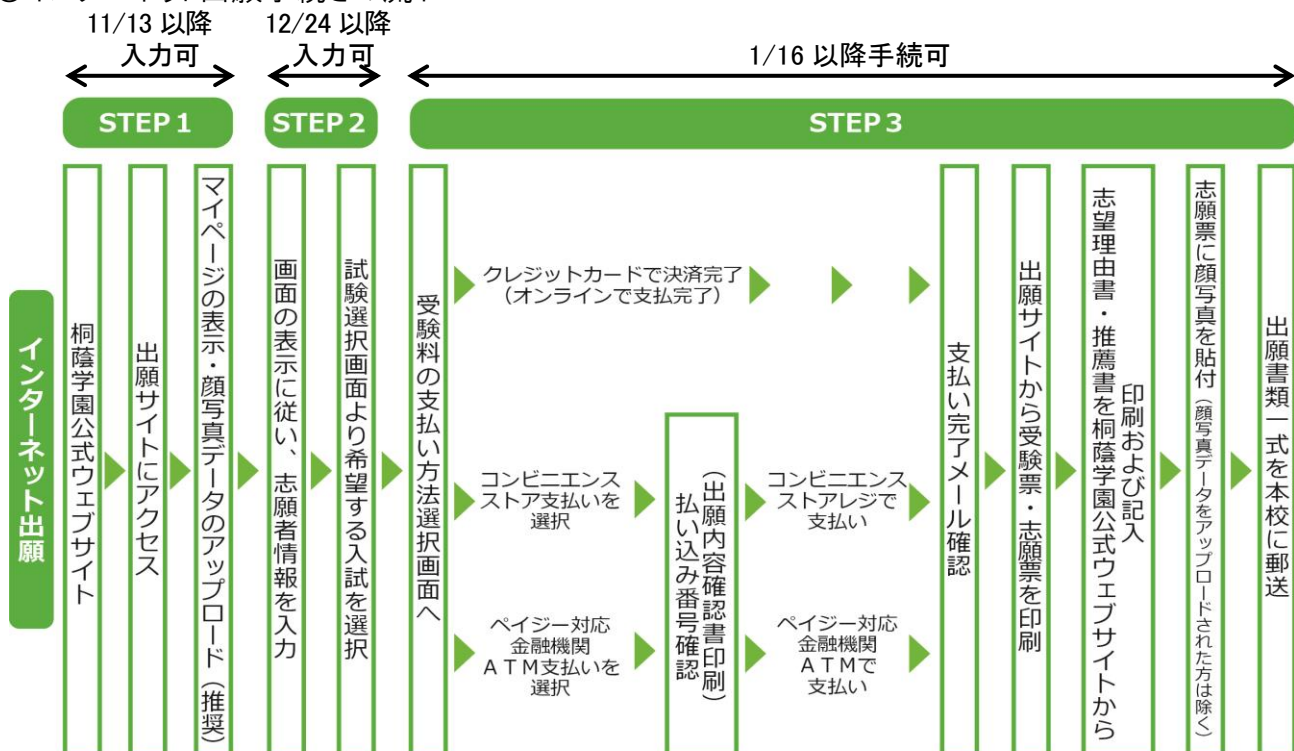 11/13 以降
入力可
12/24 以降
入力可
1/16 以降手続可
STEP 1
STEP 2
STEP 3
インターネット出願
桐蔭学園公式ウェブサイト
出願サイトにアクセス
マイページの表示・顔写真データのアップロード（推奨）
画面の表示に従い、志願者情報を入力
試験選択画面より希望する入試を選択
受験料の支払い方法選択画面へ
クレジットカードで決済完了
（オンラインで支払完了）
コンビニエンス
ストア支払いを
選択
ペイジー対応
金融機関
ＡＴＭ支払いを
選択
（出願内容確認書印刷）
払い込み番号確認
コンビニエンス
ストアレジで
支払い
ペイジー対応
金融機関
ＡＴＭで
支払い
支払い完了メール確認
出願サイトから受験票・志願票を印刷
志望理由書・推薦書を桐蔭学園公式ウェブサイトから
印刷および記入
志願票に顔写真を貼付（顔写真データをアップロードされた方は除く）
出願書類一式を本校に郵送